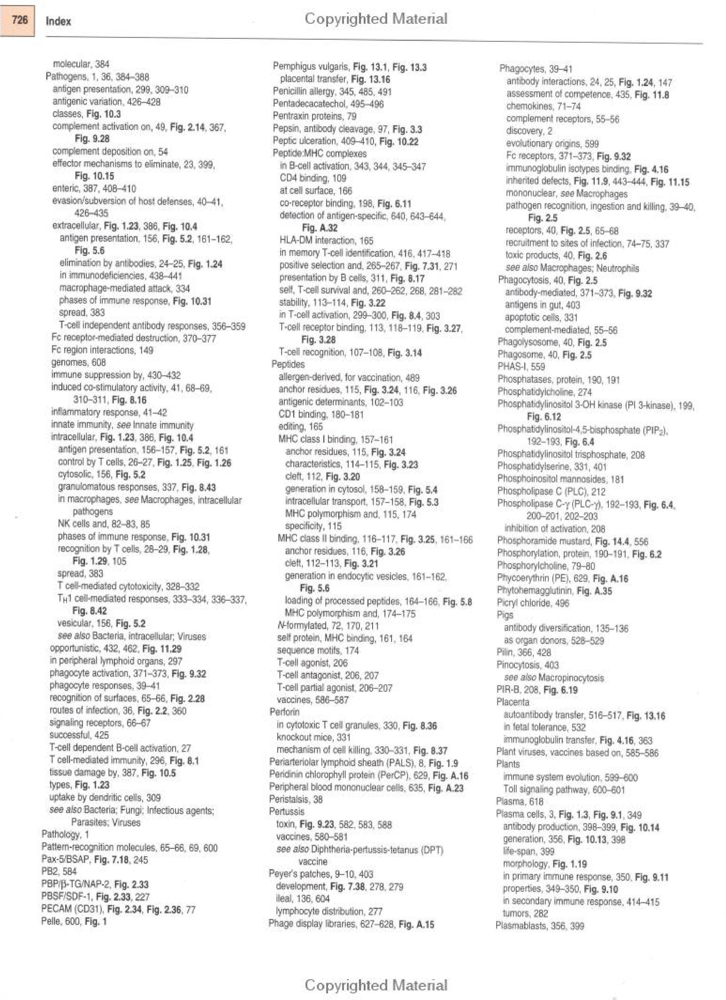 726
Index
Copyrighted Material
molecular, 384
Pathogens, 1, 36, 384–388
antigen presentation, 299, 309–310
antigenic variation, 426–428
classes, Fig. 10.3
complement activation on, 49, Fig. 2.14, 367,
Fig. 9.28
complement deposition on, 54
effector mechanisms to eliminate, 23, 399,
Fig. 10.15
enteric, 387, 408–410
evasion/subversion of host defenses, 40–41,
426–435
extracellular, Fig. 1.23, 386, Fig. 10.4
antigen presentation, 156, Fig. 5.2, 161–162,
Fig. 5.6
elimination by antibodies, 24–25, Fig. 1.24
in immunodeficiencies, 438–441
macrophage-mediated attack, 334
phases of immune response, Fig. 10.31
spread, 383
T-cell independent antibody responses, 356–359
Fc receptor-mediated destruction, 370–377
Fc region interactions, 149
genomes, 608
immune suppression by, 430–432
induced co-stimulatory activity, 41, 68–69,
310–311, Fig. 8.16
inflammatory response, 41–42
innate immunity, see Innate immunity
intracellular, Fig. 1.23, 386, Fig. 10.4
antigen presentation, 156–157, Fig. 5.2, 161
control by T cells, 26–27, Fig. 1.25, Fig. 1.26
cytosolic, 156, Fig. 5.2
granulomatous responses, 337, Fig. 8.43
in macrophages, see Macrophages, intracellular
pathogens
NK cells and, 82–83, 85
phases of immune response, Fig. 10.31
recognition by T cells, 28–29, Fig. 1.28,
Fig. 1.29, 105
spread, 383
T cell-mediated cytotoxicity, 328–332
TH1 cell-mediated responses, 333–334, 336–337,
Fig. 8.42
vesicular, 156, Fig. 5.2
see also Bacteria, intracellular; Viruses
opportunistic, 432, 462, Fig. 11.29
in peripheral lymphoid organs, 297
phagocyte activation, 371–373, Fig. 9.32
phagocyte responses, 39–41
recognition of surfaces, 65–66, Fig. 2.28
routes of infection, 36, Fig. 2.2, 360
signaling receptors, 66–67
successful, 425
T-cell dependent B-cell activation, 27
T cell-mediated immunity, 296, Fig. 8.1
tissue damage by, 387, Fig. 10.5
types, Fig. 1.23
uptake by dendritic cells, 309
see also Bacteria; Fungi; Infectious agents;
Parasites; Viruses
Pathology, 1
Pattern-recognition molecules, 65–66, 69, 600
Pax-5/BSAP, Fig. 7.18, 245
PB2, 584
PBP/β-TG/NAP-2, Fig. 2.33
PBSF/SDF-1, Fig. 2.33, 227
PECAM (CD31), Fig. 2.34, Fig. 2.36, 77
Pelle, 600, Fig. 1
Pemphigus vulgaris, Fig. 13.1, Fig. 13.3
placental transfer, Fig. 13.16
Penicillin allergy, 345, 485, 491
Pentadecacatechol, 495–496
Pentraxin proteins, 79
Pepsin, antibody cleavage, 97, Fig. 3.3
Peptic ulceration, 409–410, Fig. 10.22
Peptide:MHC complexes
in B-cell activation, 343, 344, 345–347
CD4 binding, 109
at cell surface, 166
co-receptor binding, 198, Fig. 6.11
detection of antigen-specific, 640, 643–644,
Fig. A.32
HLA-DM interaction, 165
in memory T-cell identification, 416, 417–418
positive selection and, 265–267, Fig. 7.31, 271
presentation by B cells, 311, Fig. 8.17
self, T-cell survival and, 260–262, 268, 281–282
stability, 113–114, Fig. 3.22
in T-cell activation, 299–300, Fig. 8.4, 303
T-cell receptor binding, 113, 118–119, Fig. 3.27,
Fig. 3.28
T-cell recognition, 107–108, Fig. 3.14
Peptides
allergen-derived, for vaccination, 489
anchor residues, 115, Fig. 3.24, 116, Fig. 3.26
antigenic determinants, 102–103
CD1 binding, 180–181
editing, 165
MHC class I binding, 157–161
anchor residues, 115, Fig. 3.24
characteristics, 114–115, Fig. 3.23
cleft, 112, Fig. 3.20
generation in cytosol, 158–159, Fig. 5.4
intracellular transport, 157–158, Fig. 5.3
MHC polymorphism and, 115, 174
specificity, 115
MHC class II binding, 116–117, Fig. 3.25, 161–166
anchor residues, 116, Fig. 3.26
cleft, 112–113, Fig. 3.21
generation in endocytic vesicles, 161–162,
Fig. 5.6
loading of processed peptides, 164–166, Fig. 5.8
MHC polymorphism and, 174–175
N-formylated, 72, 170, 211
self protein, MHC binding, 161, 164
sequence motifs, 174
T-cell agonist, 206
T-cell antagonist, 206, 207
T-cell partial agonist, 206–207
vaccines, 586–587
Perforin
in cytotoxic T cell granules, 330, Fig. 8.36
knockout mice, 331
mechanism of cell killing, 330–331, Fig. 8.37
Periarteriolar lymphoid sheath (PALS), 8, Fig. 1.9
Peridinin chlorophyll protein (PerCP), 629, Fig. A.16
Peripheral blood mononuclear cells, 635, Fig. A.23
Peristalsis, 38
Pertussis
toxin, Fig. 9.23, 582, 583, 588
vaccines, 580–581
see also Diphtheria-pertussis-tetanus (DPT)
vaccine
Peyer's patches, 9–10, 403
development, Fig. 7.38, 278, 279
ileal, 136, 604
lymphocyte distribution, 277
Phage display libraries, 627–628, Fig. A.15
Phagocytes, 39–41
antibody interactions, 24, 25, Fig. 1.24, 147
assessment of competence, 435, Fig. 11.8
chemokines, 71–74
complement receptors, 55–56
discovery, 2
evolutionary origins, 599
Fc receptors, 371–373, Fig. 9.32
immunoglobulin isotypes binding, Fig. 4.16
inherited defects, Fig. 11.9, 443–444, Fig. 11.15
mononuclear, see Macrophages
pathogen recognition, ingestion and killing, 39–40,
Fig. 2.5
receptors, 40, Fig. 2.5, 65–68
recruitment to sites of infection, 74–75, 337
toxic products, 40, Fig. 2.6
see also Macrophages; Neutrophils
Phagocytosis, 40, Fig. 2.5
antibody-mediated, 371–373, Fig. 9.32
antigens in gut, 403
apoptotic cells, 331
complement-mediated, 55–56
Phagolysosome, 40, Fig. 2.5
Phagosome, 40, Fig. 2.5
PHAS-I, 559
Phosphatases, protein, 190, 191
Phosphatidylcholine, 274
Phosphatidylinositol 3-OH kinase (PI 3-kinase), 199,
Fig. 6.12
Phosphatidylinositol-4,5-bisphosphate (PIP2),
192–193, Fig. 6.4
Phosphatidylinositol trisphosphate, 208
Phosphatidylserine, 331, 401
Phosphoinositol mannosides, 181
Phospholipase C (PLC), 212
Phospholipase C-γ (PLC-γ), 192–193, Fig. 6.4,
200–201, 202–203
inhibition of activation, 208
Phosphoramide mustard, Fig. 14.4, 556
Phosphorylation, protein, 190–191, Fig. 6.2
Phosphorylcholine, 79–80
Phycoerythrin (PE), 629, Fig. A.16
Phytohemagglutinin, Fig. A.35
Picryl chloride, 496
Pigs
antibody diversification, 135–136
as organ donors, 528–529
Pilin, 366, 428
Pinocytosis, 403
see also Macropinocytosis
PIR-B, 208, Fig. 6.19
Placenta
autoantibody transfer, 516–517, Fig. 13.16
in fetal tolerance, 532
immunoglobulin transfer, Fig. 4.16, 363
Plant viruses, vaccines based on, 585–586
Plants
immune system evolution, 599–600
Toll signaling pathway, 600–601
Plasma, 618
Plasma cells, 3, Fig. 1.3, Fig. 9.1, 349
antibody production, 398–399, Fig. 10.14
generation, 356, Fig. 10.13, 398
life-span, 399
morphology, Fig. 1.19
in primary immune response, 350, Fig. 9.11
properties, 349–350, Fig. 9.10
in secondary immune response, 414–415
tumors, 282
Plasmablasts, 356, 399
Copyrighted Material